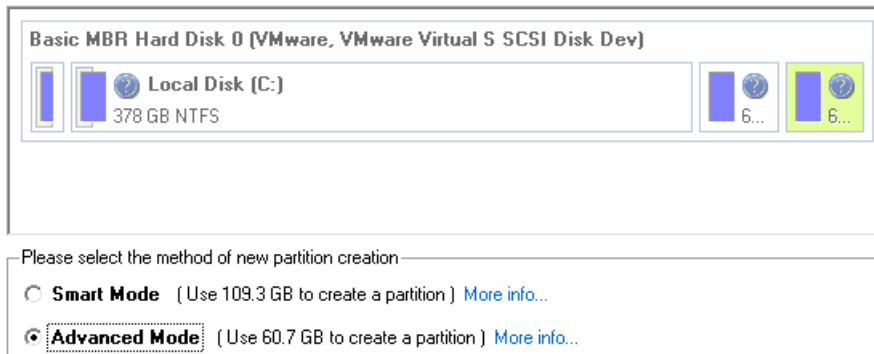 Basic MBR Hard Disk 0 (VMware, VMware Virtual S SCSI Disk Dev)
Local Disk (C:)
378 GB NTFS
6...
6...
Please select the method of new partition creation
Smart Mode ( Use 109.3 GB to create a partition ) More info...
Advanced Mode ( Use 60.7 GB to create a partition ) More info...